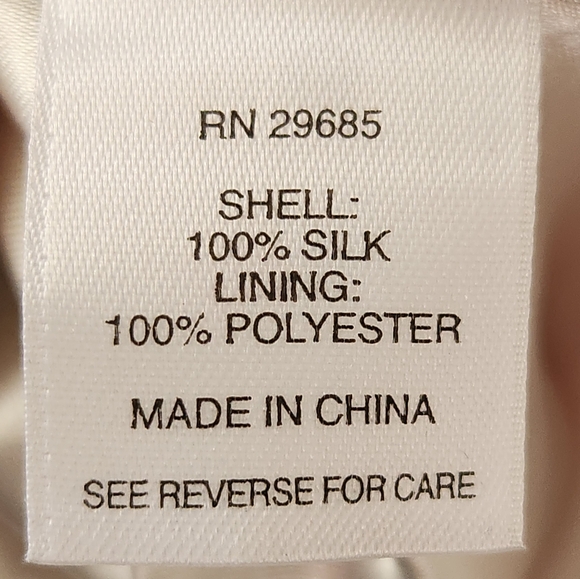 RN 29685
SHELL:
100% SILK
LINING:
100% POLYESTER
MADE IN CHINA
SEE REVERSE FOR CARE